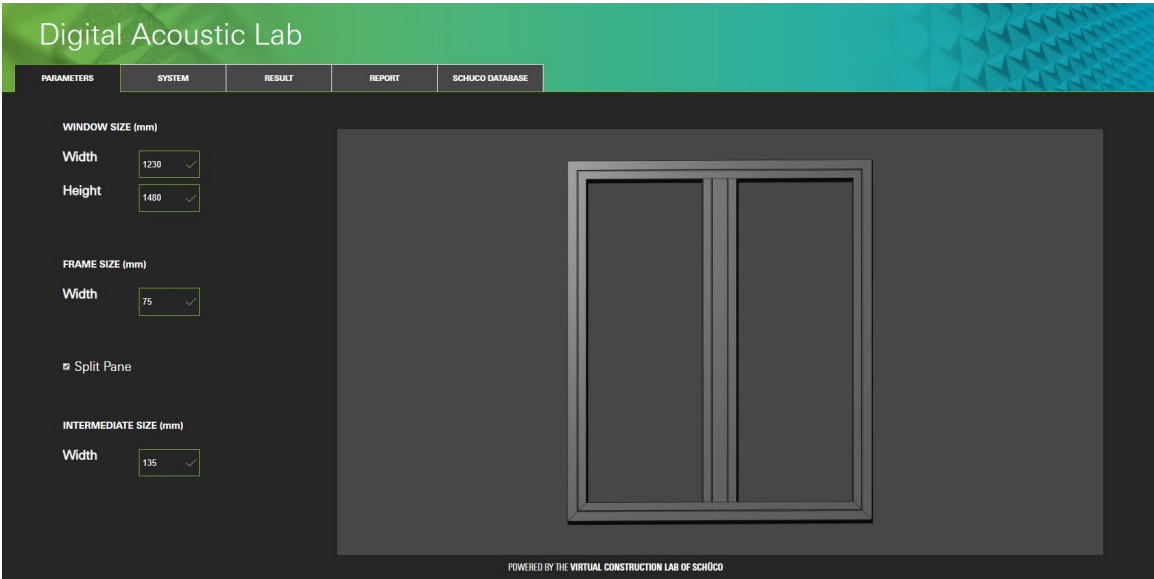 Digital Acoustic Lab
PARAMETERS SYSTEM RESULT REPORT SCHUCO DATABASE
WINDOW SIZE (mm)
Width 1230
Height 1480
FRAME SIZE (mm)
Width 75
Split Pane
INTERMEDIATE SIZE (mm)
Width 135
POWERED BY THE VIRTUAL CONSTRUCTION LAB OF SCHÜCO